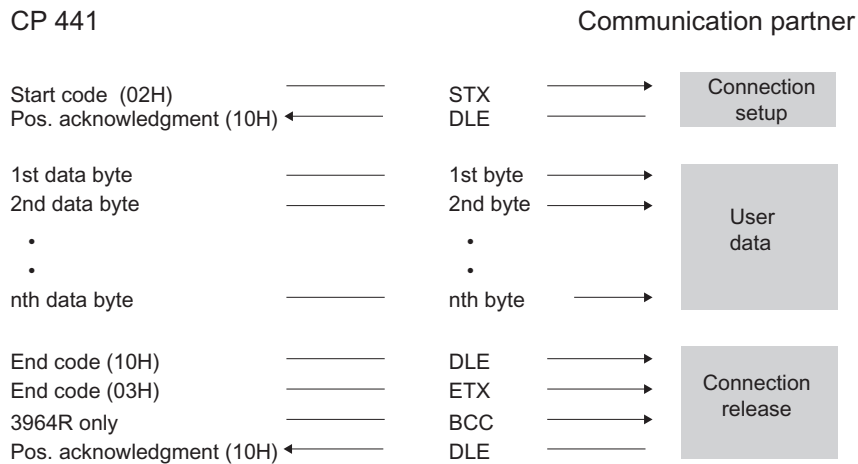 CP 441 Communication partner
Start code (02H) STX Connection setup
Pos. acknowledgment (10H) DLE
1st data byte 1st byte User data
2nd data byte 2nd byte
• •
• •
nth data byte nth byte
End code (10H) DLE Connection release
End code (03H) ETX
3964R only BCC
Pos. acknowledgment (10H) DLE